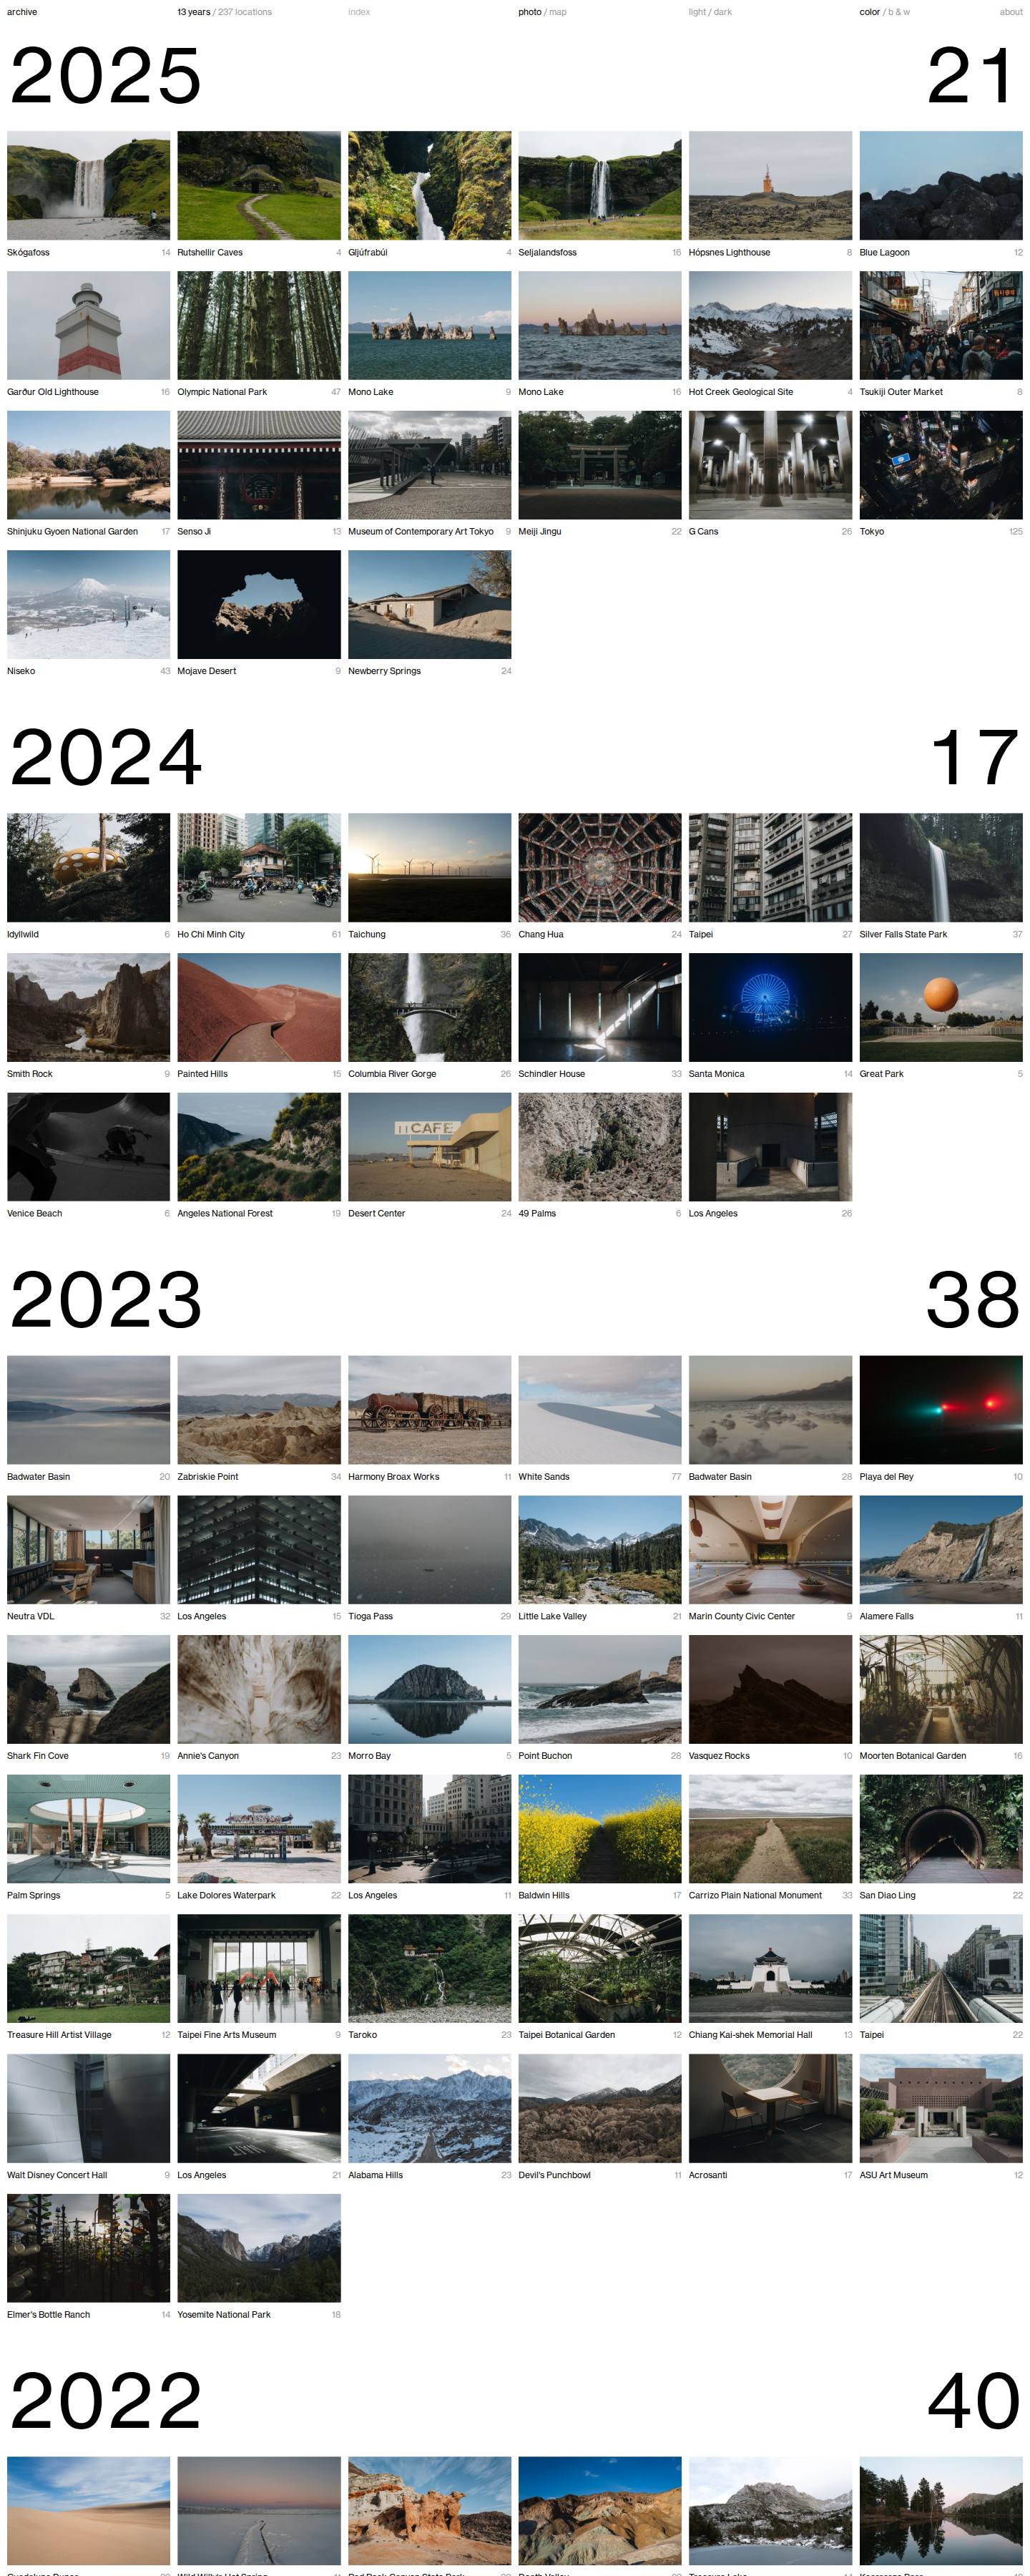 archive 13 years / 237 locations index photo / map light / dark color / b & w about
2025 21
Skógafoss 14 Rutshellir Caves 4 Gljúfrabúi 4 Seljalandsfoss 16 Hópsnes Lighthouse 8 Blue Lagoon 12
Garður Old Lighthouse 16 Olympic National Park 47 Mono Lake 9 Mono Lake 16 Hot Creek Geological Site 4 Tsukiji Outer Market 8
Shinjuku Gyoen National Garden 17 Senso Ji 13 Museum of Contemporary Art Tokyo 9 Meiji Jingu 22 G Cans 26 Tokyo 125
Niseko 43 Mojave Desert 9 Newberry Springs 24
2024 17
Idyllwild 6 Ho Chi Minh City 61 Taichung 36 Chang Hua 24 Taipei 27 Silver Falls State Park 37
Smith Rock 9 Painted Hills 15 Columbia River Gorge 26 Schindler House 33 Santa Monica 14 Great Park 5
CAFE
Venice Beach 6 Angeles National Forest 19 Desert Center 24 49 Palms 6 Los Angeles 26
2023 38
Badwater Basin 20 Zabriskie Point 34 Harmony Broax Works 11 White Sands 77 Badwater Basin 28 Playa del Rey 10
Neutra VDL 32 Los Angeles 15 Tioga Pass 29 Little Lake Valley 21 Marin County Civic Center 9 Alamere Falls 11
Shark Fin Cove 19 Annie's Canyon 23 Morro Bay 5 Point Buchon 28 Vasquez Rocks 10 Moorten Botanical Garden 16
Palm Springs 5 Lake Dolores Waterpark 22 Los Angeles 11 Baldwin Hills 17 Carrizo Plain National Monument 33 San Diao Ling 22
Treasure Hill Artist Village 12 Taipei Fine Arts Museum 9 Taroko 23 Taipei Botanical Garden 12 Chiang Kai-shek Memorial Hall 13 Taipei 22
Walt Disney Concert Hall 9 Los Angeles 21 Alabama Hills 23 Devil's Punchbowl 11 Acrosanti 17 ASU Art Museum 12
Elmer's Bottle Ranch 14 Yosemite National Park 18
2022 40